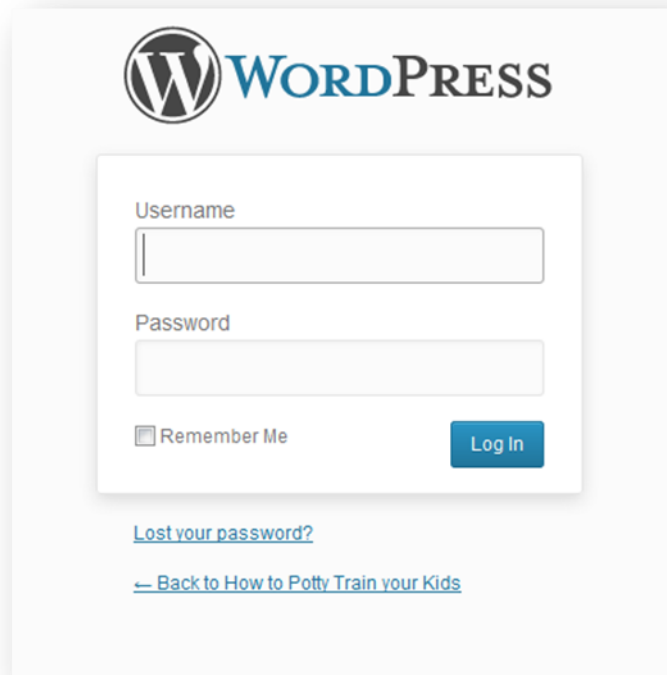 WORDPRESS
Username
Password
Remember Me
Log In
Lost your password?
← Back to How to Potty Train your Kids